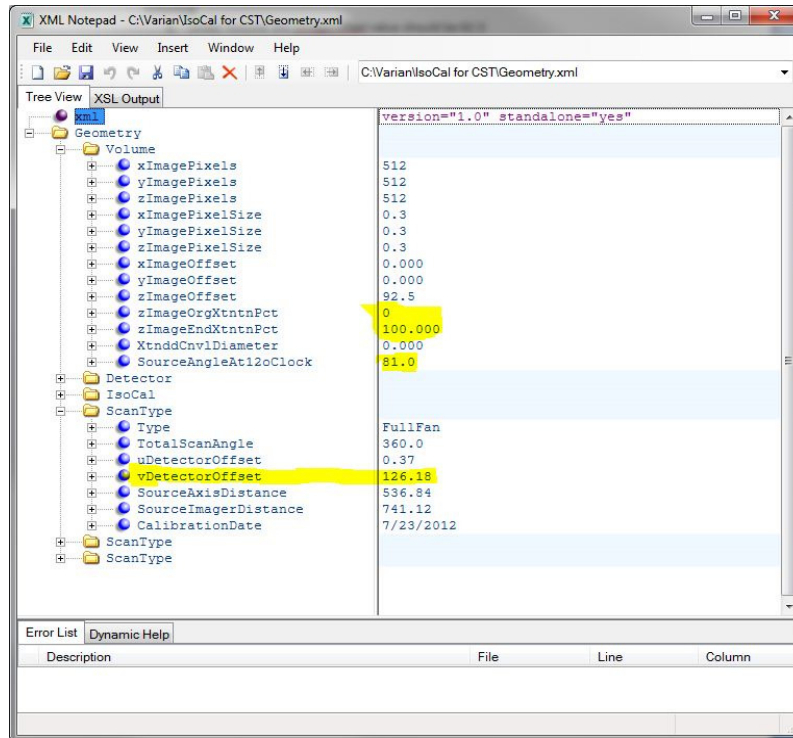 XML Notepad - C:\Varian\IsoCal for CST\Geometry.xml
File Edit View Insert Window Help
C:\Varian\IsoCal for CST\Geometry.xml
Tree View XSL Output
xml version="1.0" standalone="yes"
Geometry
Volume
xImagePixels 512
yImagePixels 512
zImagePixels 512
xImagePixelSize 0.3
yImagePixelSize 0.3
zImagePixelSize 0.3
xImageOffset 0.000
yImageOffset 0.000
zImageOffset 92.5
zImageOrgXtntnPct 0
zImageEndXtntnPct 100.000
XtnddCnvlDiameter 0.000
SourceAngleAt12oClock 81.0
Detector
IsoCal
ScanType
Type FullFan
TotalScanAngle 360.0
uDetectorOffset 0.37
vDetectorOffset 126.18
SourceAxisDistance 536.84
SourceImagerDistance 741.12
CalibrationDate 7/23/2012
ScanType
ScanType
Error List Dynamic Help
Description File Line Column